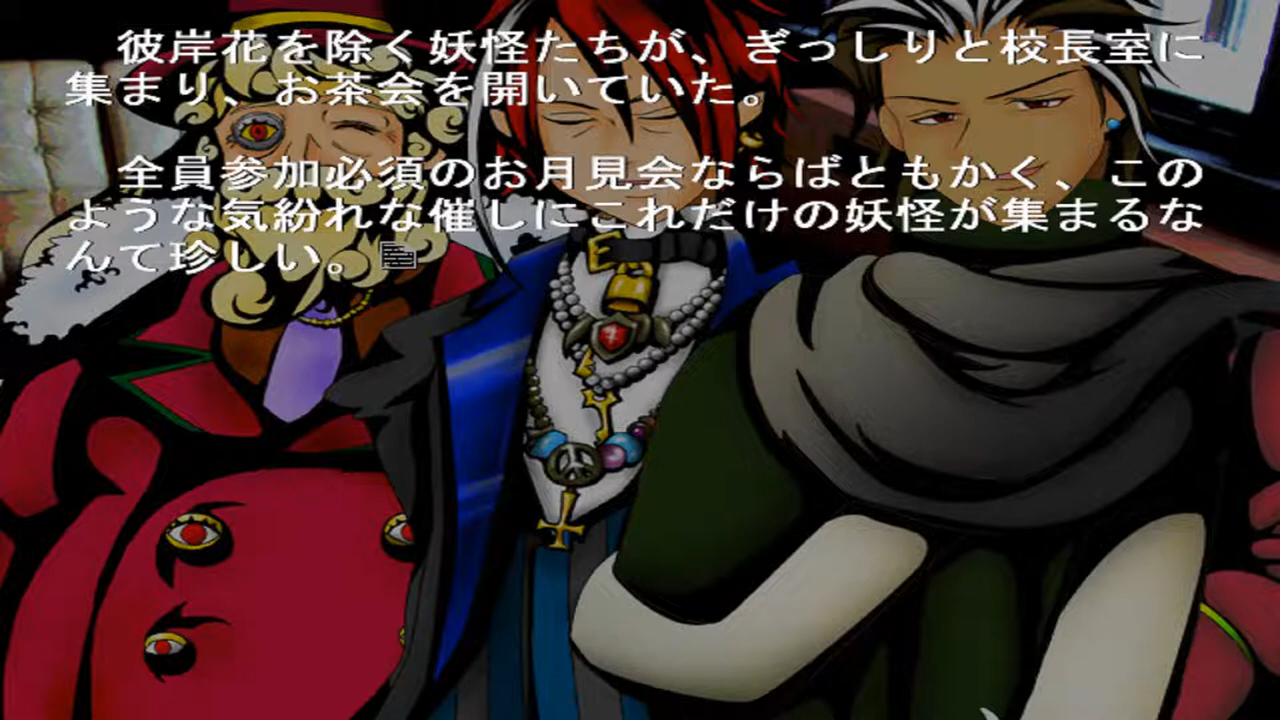 彼岸花を除く妖怪たちが、ぎっしりと校長室に
集まり、お茶会を開いていた。
全員参加必須のお月見会ならばともかく、この
ような気紛れな催しにこれだけの妖怪が集まるな
んて珍しい。